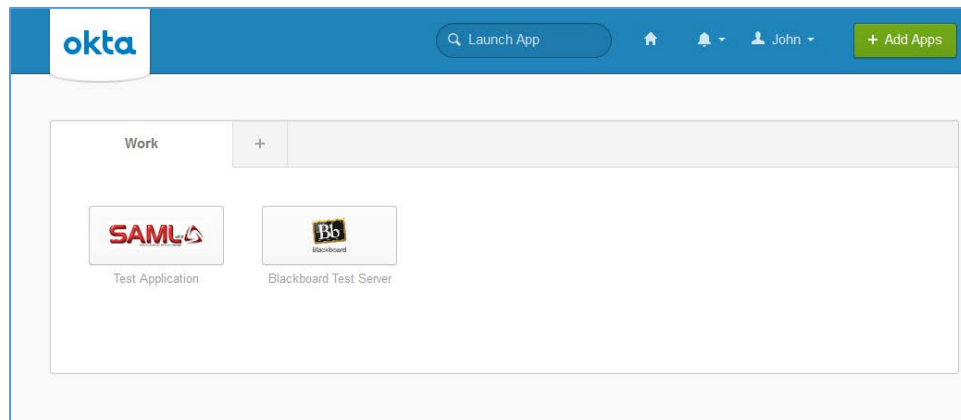 okta
Launch App
John
+ Add Apps
Work
+
SAML
Bb
Blackboard
Test Application
Blackboard Test Server